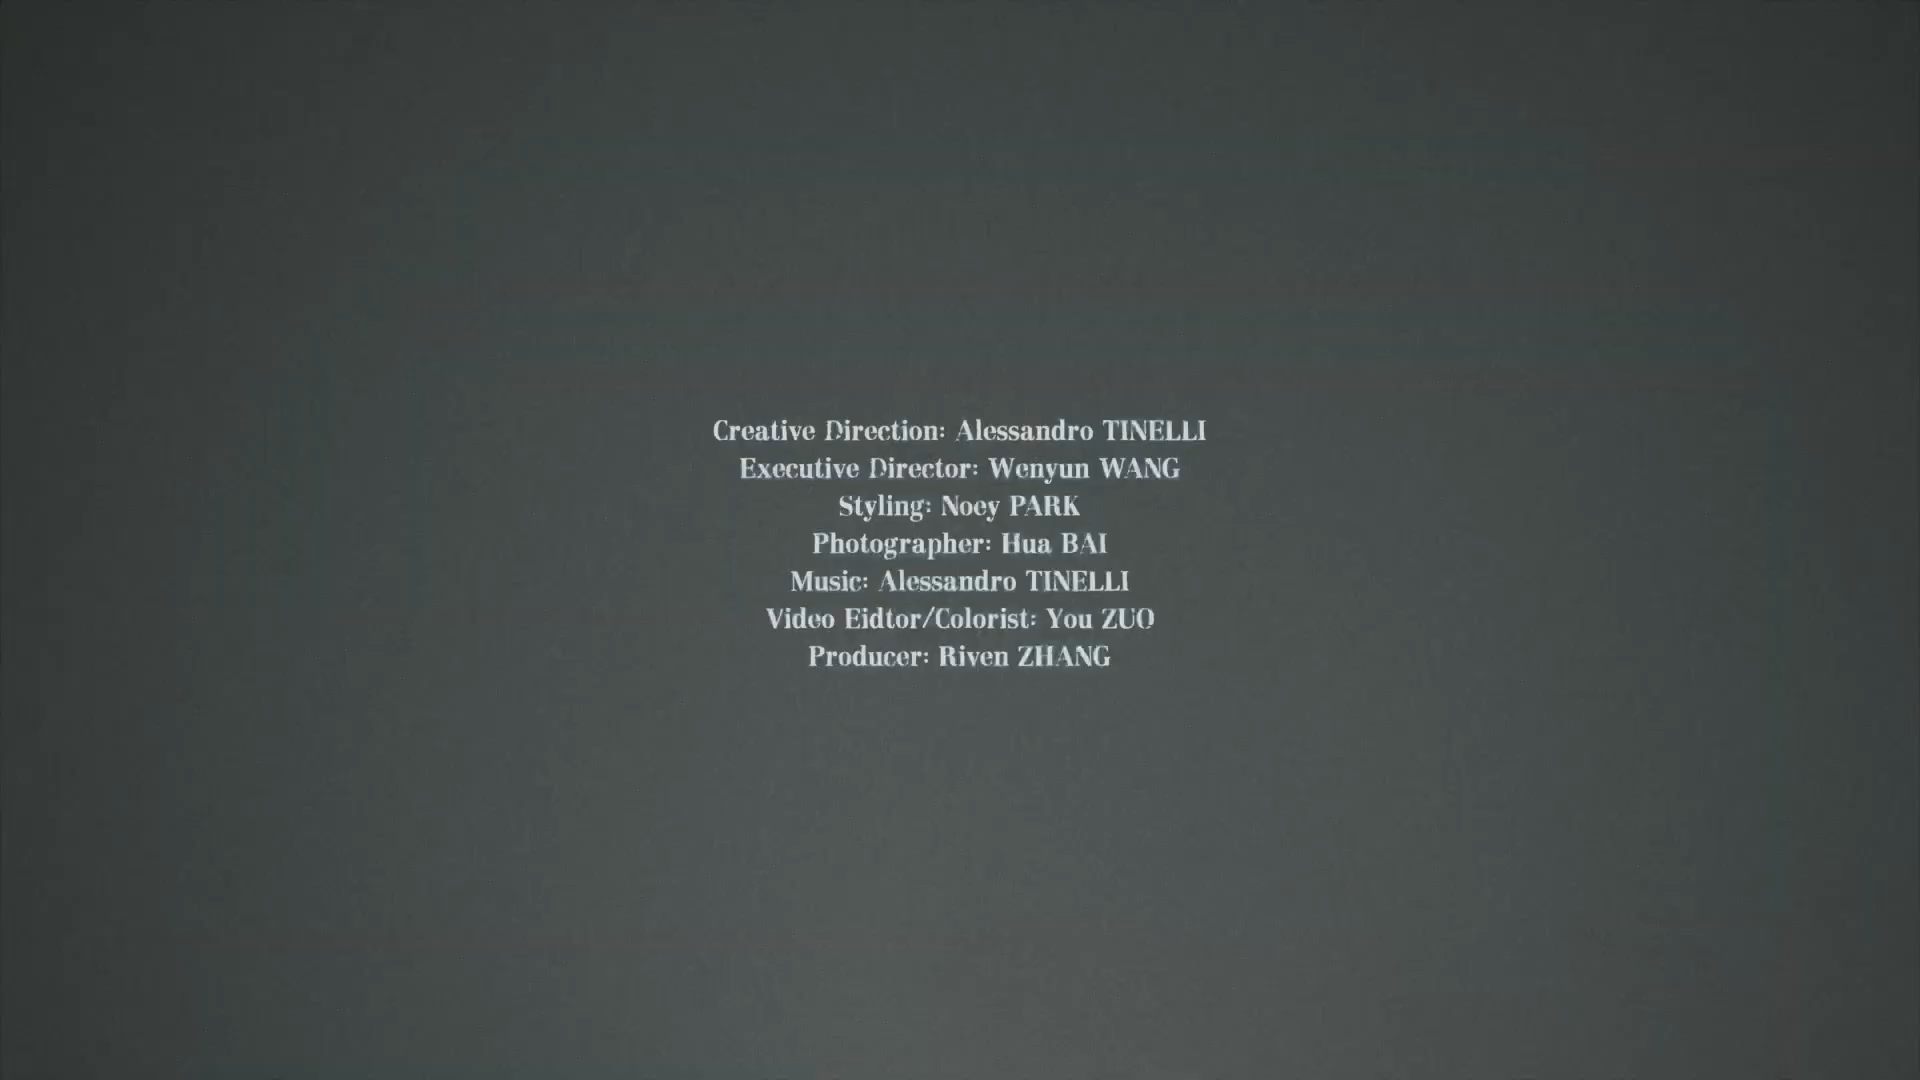 Creative Direction: Alessandro TINELLI
Executive Director: Wenyun WANG
Styling: Noey PARK
Photographer: Hua BAI
Music: Alessandro TINELLI
Video Eidtor/Colorist: You ZUO
Producer: Riven ZHANG